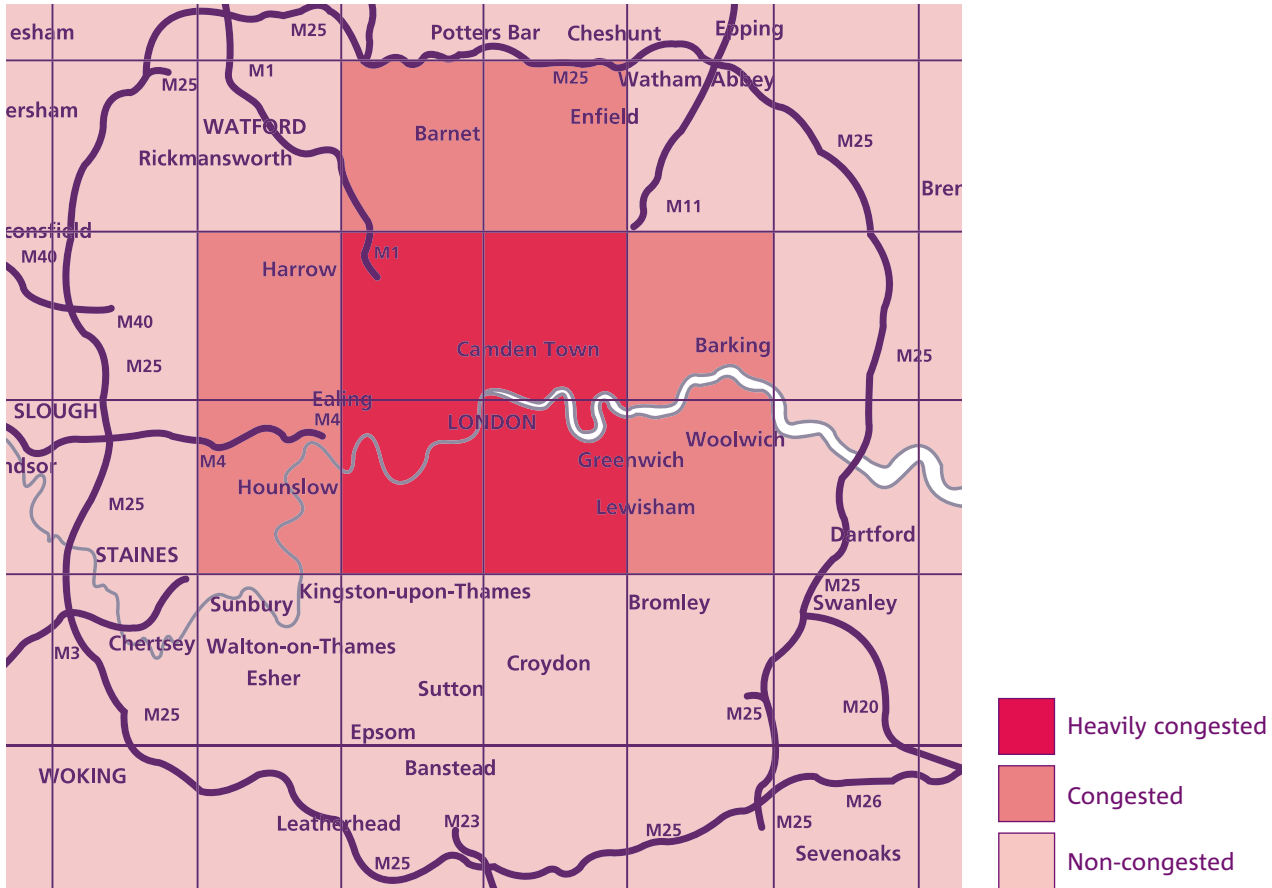 esham
M25
Potters Bar
Cheshunt
Epping
M25
M1
M25
Watham Abbey
ersham
WATFORD
Barnet
Enfield
M25
Rickmansworth
Bren
M11
consfield
M40
M1
Harrow
M40
Camden Town
Barking
M25
M25
Ealing
SLOUGH
M4
LONDON
Woolwich
M4
Greenwich
ndsor
Hounslow
M25
Lewisham
Dartford
STAINES
M25
Kingston-upon-Thames
Sunbury
Bromley
Swanley
Chertsey
Walton-on-Thames
M3
Croydon
Esher
Sutton
M25
M25
M20
Epsom
Heavily congested
WOKING
Banstead
Congested
M26
Leatherhead
M23
M25
M25
M25
Sevenoaks
Non-congested